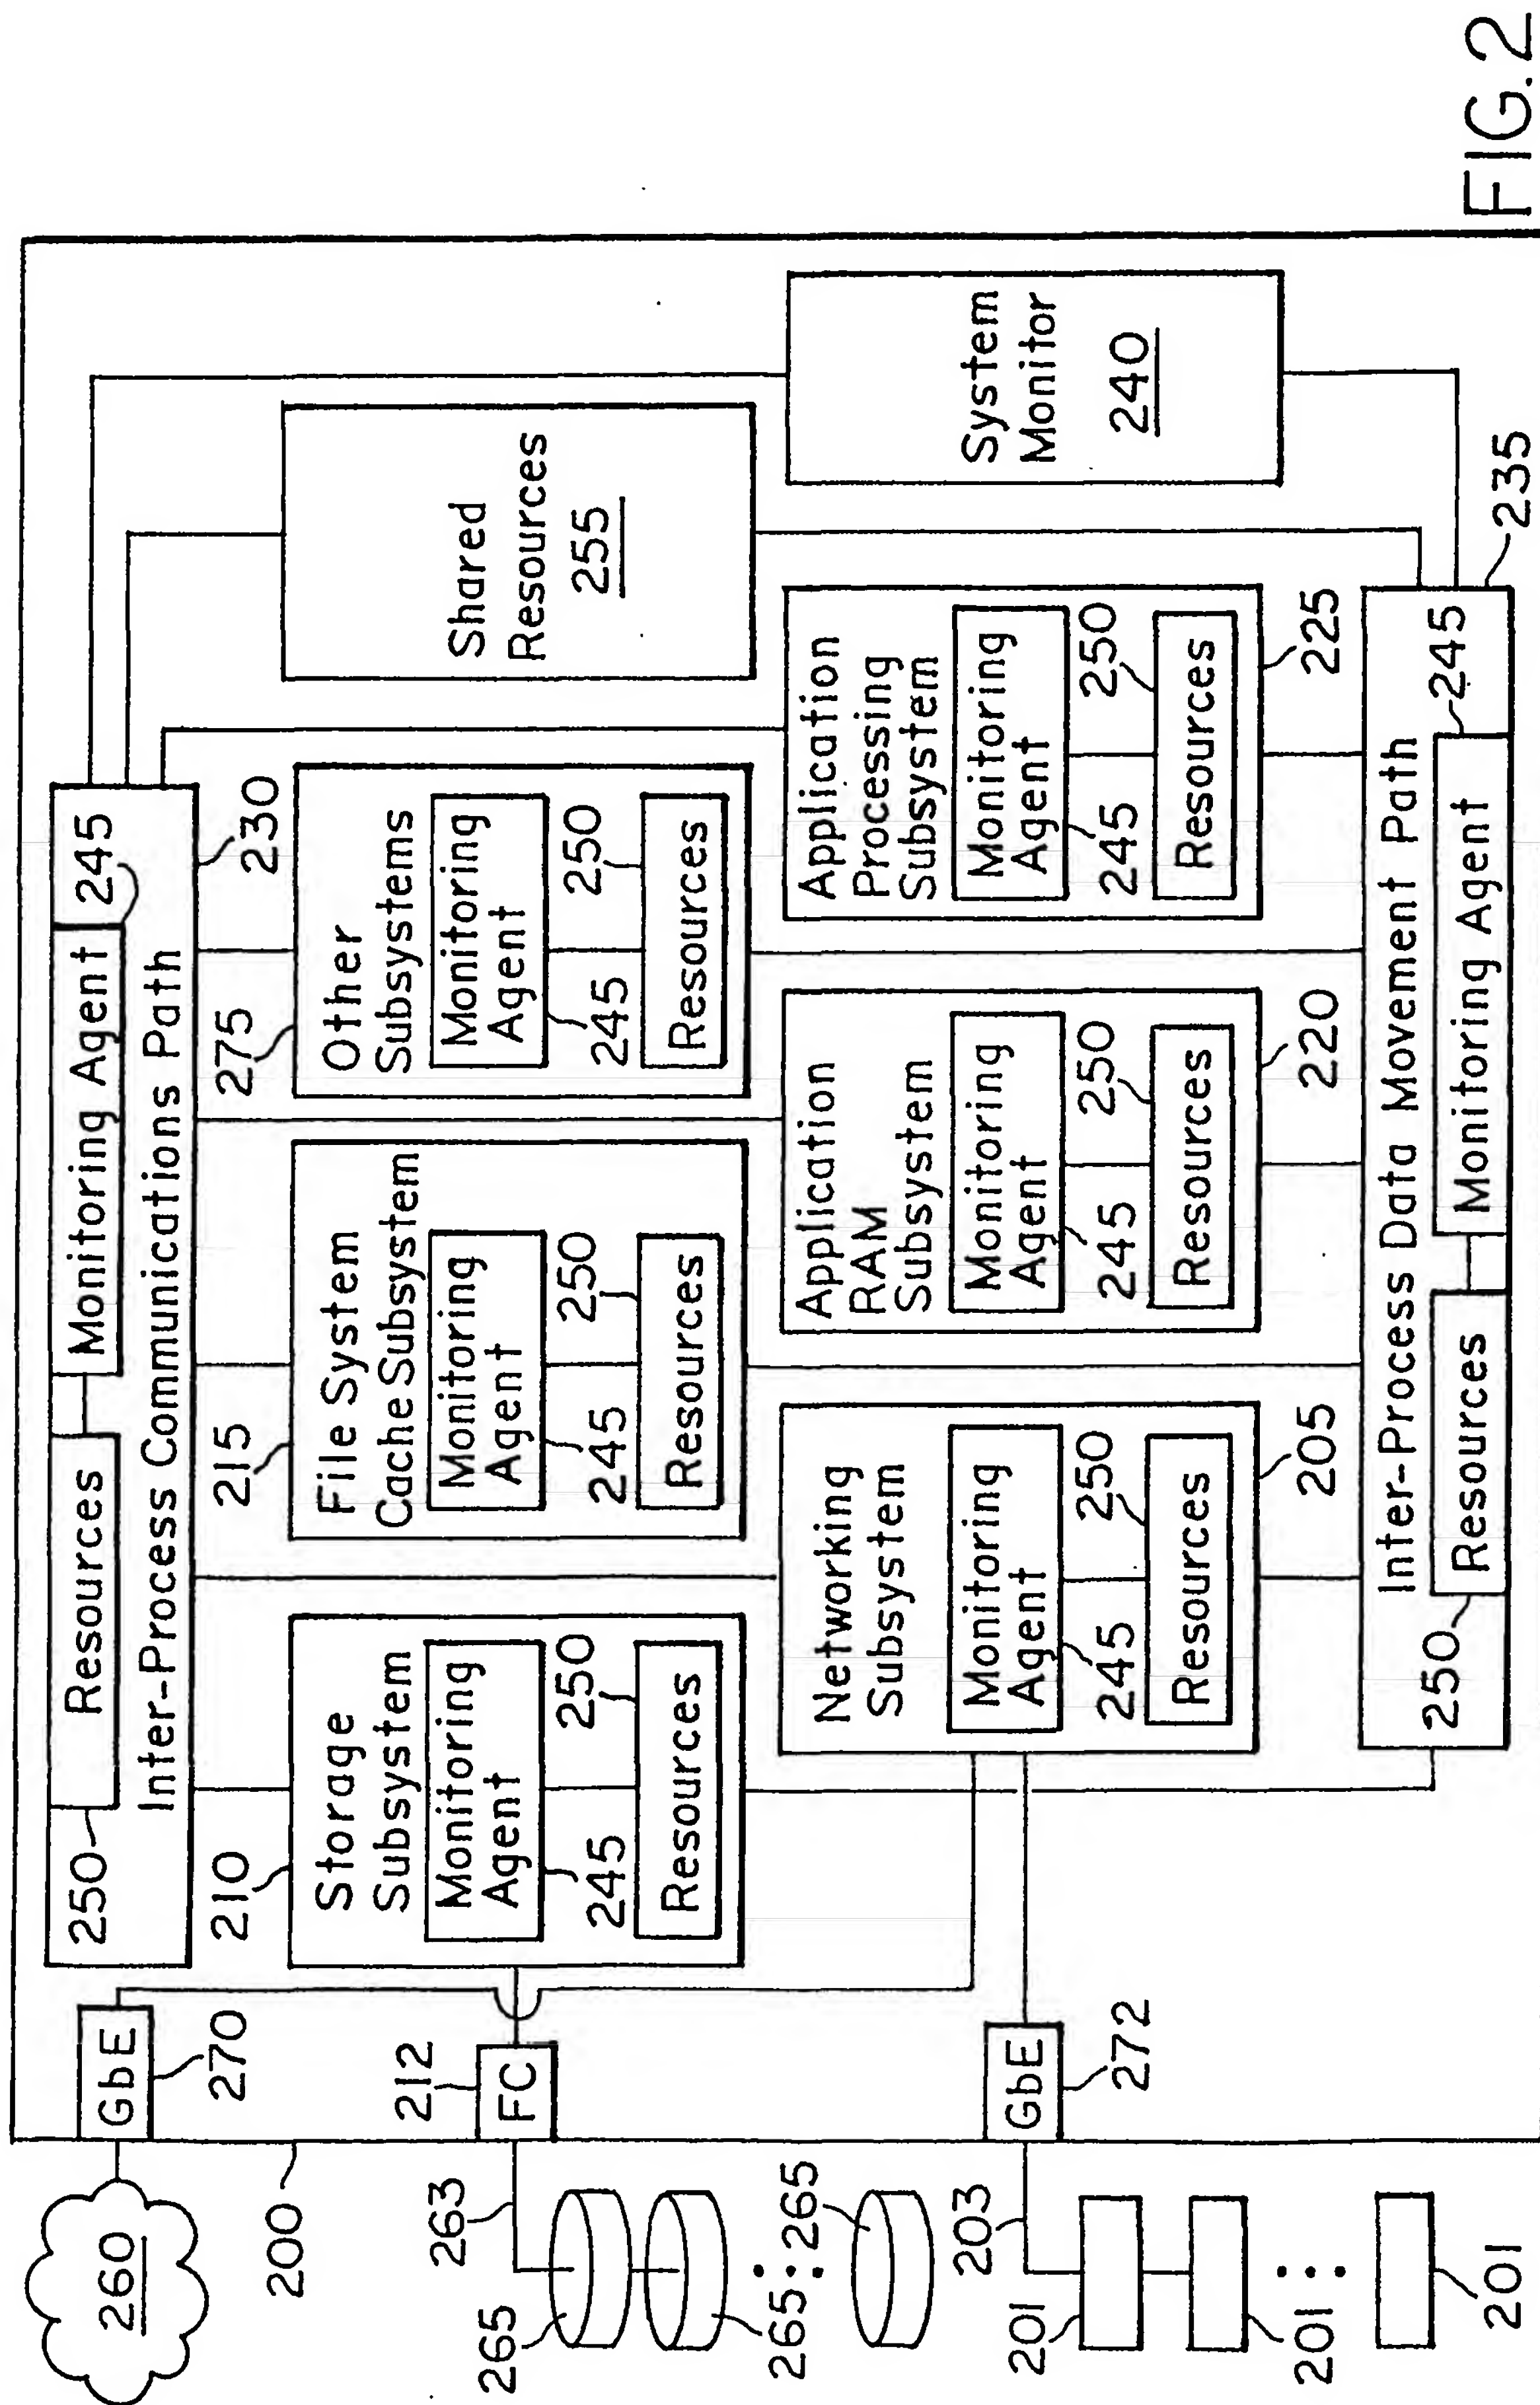 260
GbE
270
200
250
Resources
Monitoring Agent
245
Inter-Process Communications Path
230
210
Storage
Subsystem
Monitoring
Agent
245
250
Resources
215
File System
Cache Subsystem
Monitoring
Agent
245
250
Resources
275
Other
Subsystems
Monitoring
Agent
245
250
Resources
Shared
Resources
255
263
212
FC
265
265
265
203
GbE
272
201
201
201
Networking
Subsystem
Monitoring
Agent
245
250
Resources
205
Application
RAM
Subsystem
Monitoring
Agent
245
250
Resources
220
Application
Processing
Subsystem
Monitoring
Agent
245
250
Resources
225
System
Monitor
240
Inter-Process Data Movement Path
250
Resources
Monitoring Agent
245
235
FIG. 2